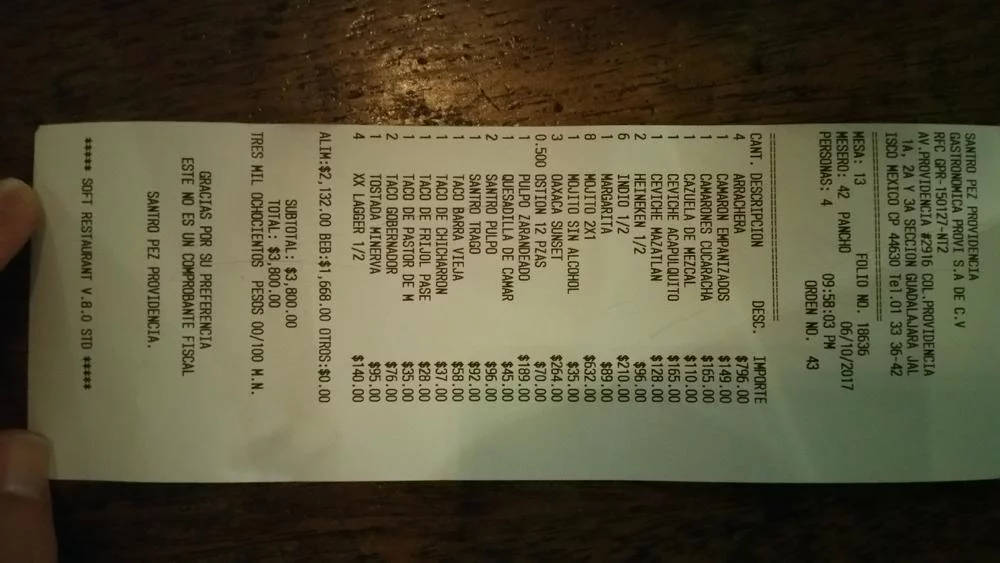 SANTRO PEZ PROVIDENCIA
GASTRONOMICA PROVI S.A DE C.V
RFC GPR-150127-NT2
AV.PROVIDENCIA #2916 COL.PROVIDENCIA
1A, 2A Y 3A SECCION GUADALAJARA JAL
ISCO MEXICO CP 44630 Tel.01 33 36-42
====================================
MESA: 13 FOLIO NO. 18636
MESERO: 42 PANCHO 06/10/2017
PERSONAS: 4 09:58:03 PM
ORDEN NO. 43
====================================
CANT. DESCRIPCION DESC. IMPORTE
4 ARRACHERA $796.00
1 CAMARON EMPANIZADOS $149.00
1 CAMARONES CUCARACHA $165.00
1 CAZUELA DE MEZCAL $110.00
1 CEVICHE ACAPULQUITO $165.00
1 CEVICHE MAZATLAN $128.00
2 HEINEKEN 1/2 $96.00
6 INDIO 1/2 $210.00
1 MARGARITA $89.00
8 MOJITO 2X1 $632.00
1 MOJITO SIN ALCOHOL $35.00
3 OAXACA SUNSET $264.00
0.500 OSTION 12 PZAS $70.00
1 PULPO ZARANDEADO $189.00
1 QUESADILLA DE CAMAR $45.00
2 SANTRO PULPO $96.00
1 SANTRO TRAGO $92.00
1 TACO BARRA VIEJA $58.00
1 TACO DE CHICHARRON $37.00
1 TACO DE FRIJOL PASE $28.00
1 TACO DE PASTOR DE M $35.00
2 TACO GOBERNADOR $76.00
1 TOSTADA MINERVA $95.00
4 XX LAGGER 1/2 $140.00
ALIM:$2,132.00 BEB:$1,668.00 OTROS:$0.00
SUBTOTAL: $3,800.00
TOTAL: $3,800.00
TRES MIL OCHOCIENTOS PESOS 00/100 M.N.
GRACIAS POR SU PREFERENCIA
ESTE NO ES UN COMPROBANTE FISCAL
SANTRO PEZ PROVIDENCIA.
***** SOFT RESTAURANT V.8.0 STD *****